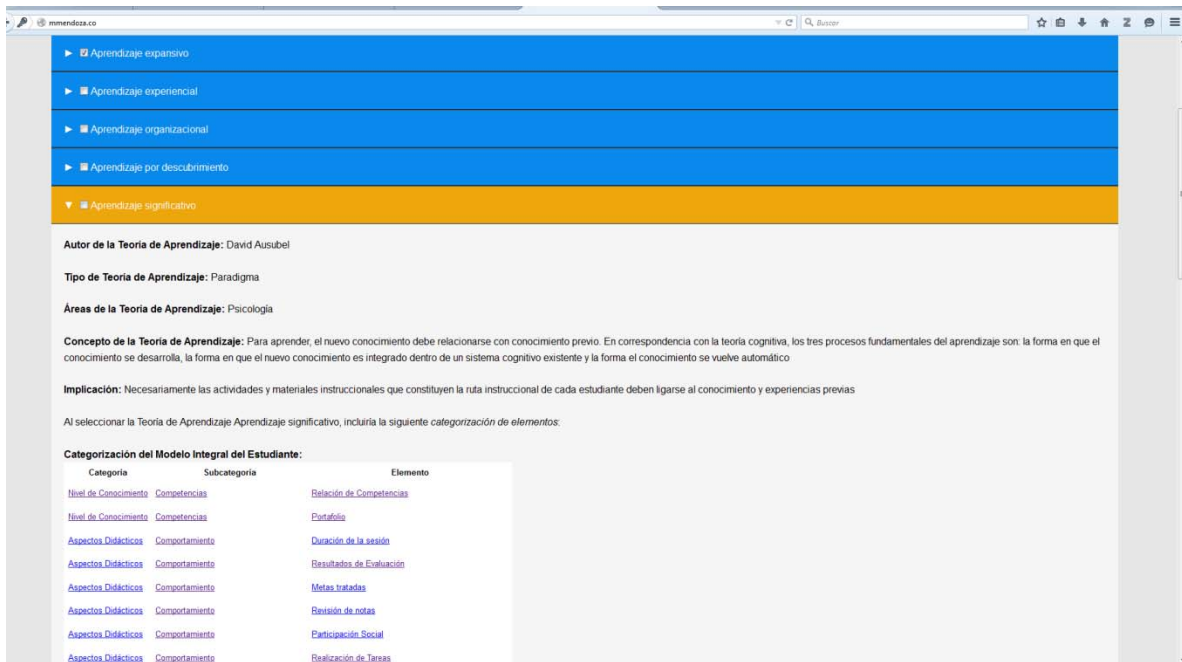 mmendoza.co
Buscar
Aprendizaje expansivo
Aprendizaje experiencial
Aprendizaje organizacional
Aprendizaje por descubrimiento
Aprendizaje significativo
Autor de la Teoría de Aprendizaje: David Ausubel
Tipo de Teoría de Aprendizaje: Paradigma
Áreas de la Teoría de Aprendizaje: Psicología
Concepto de la Teoría de Aprendizaje: Para aprender, el nuevo conocimiento debe relacionarse con conocimiento previo. En correspondencia con la teoría cognitiva, los tres procesos fundamentales del aprendizaje son: la forma en que el
conocimiento se desarrolla, la forma en que el nuevo conocimiento es integrado dentro de un sistema cognitivo existente y la forma el conocimiento se vuelve automático
Implicación: Necesariamente las actividades y materiales instruccionales que constituyen la ruta instruccional de cada estudiante deben ligarse al conocimiento y experiencias previas
Al seleccionar la Teoría de Aprendizaje Aprendizaje significativo, incluiría la siguiente categorización de elementos:
Categorización del Modelo Integral del Estudiante:
Categoria Subcategoria Elemento
Nivel de Conocimiento Competencias Relación de Competencias
Nivel de Conocimiento Competencias Portafolio
Aspectos Didácticos Comportamiento Duración de la sesión
Aspectos Didácticos Comportamiento Resultados de Evaluación
Aspectos Didácticos Comportamiento Metas tratadas
Aspectos Didácticos Comportamiento Revisión de notas
Aspectos Didácticos Comportamiento Participación Social
Aspectos Didácticos Comportamiento Realización de Tareas